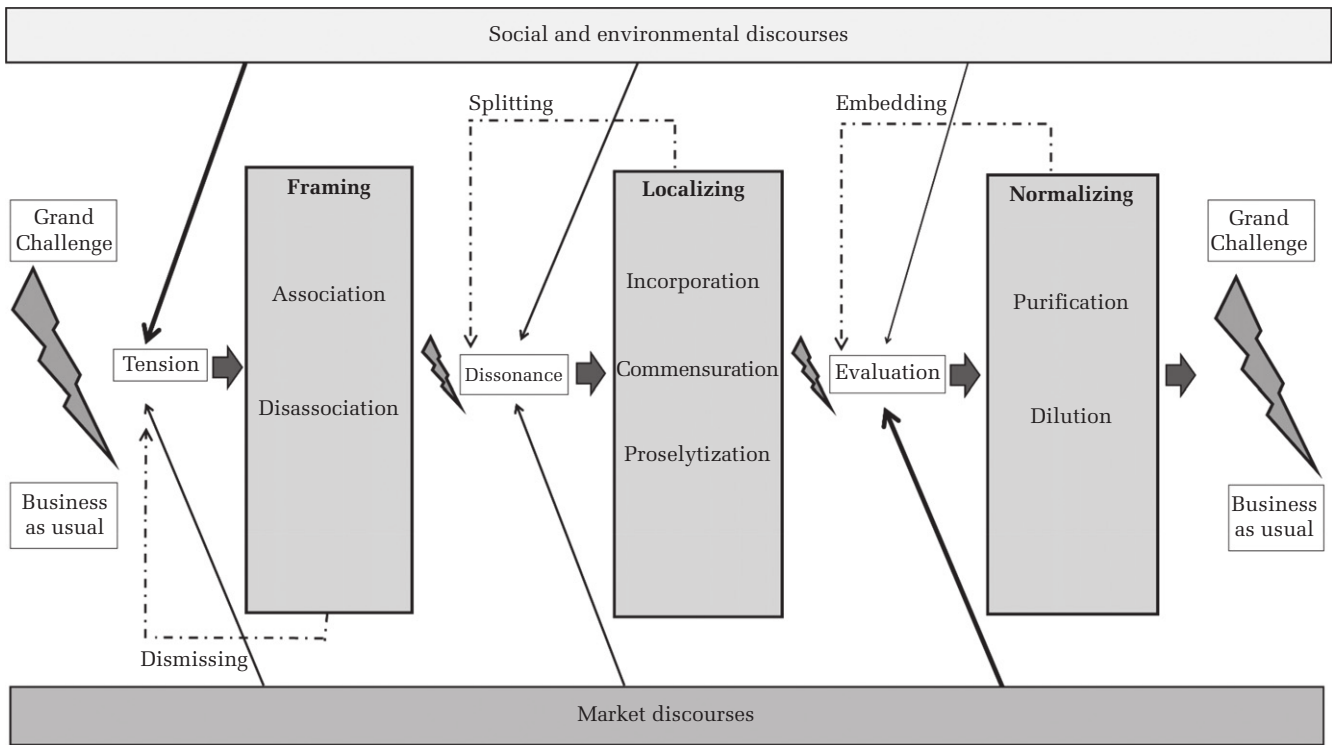 Social and environmental discourses
Splitting
Embedding
Framing
Localizing
Normalizing
Grand
Challenge
Grand
Challenge
Association
Incorporation
Purification
Tension
Dissonance
Commensuration
Evaluation
Disassociation
Dilution
Proselytization
Business
as usual
Business
as usual
Dismissing
Market discourses